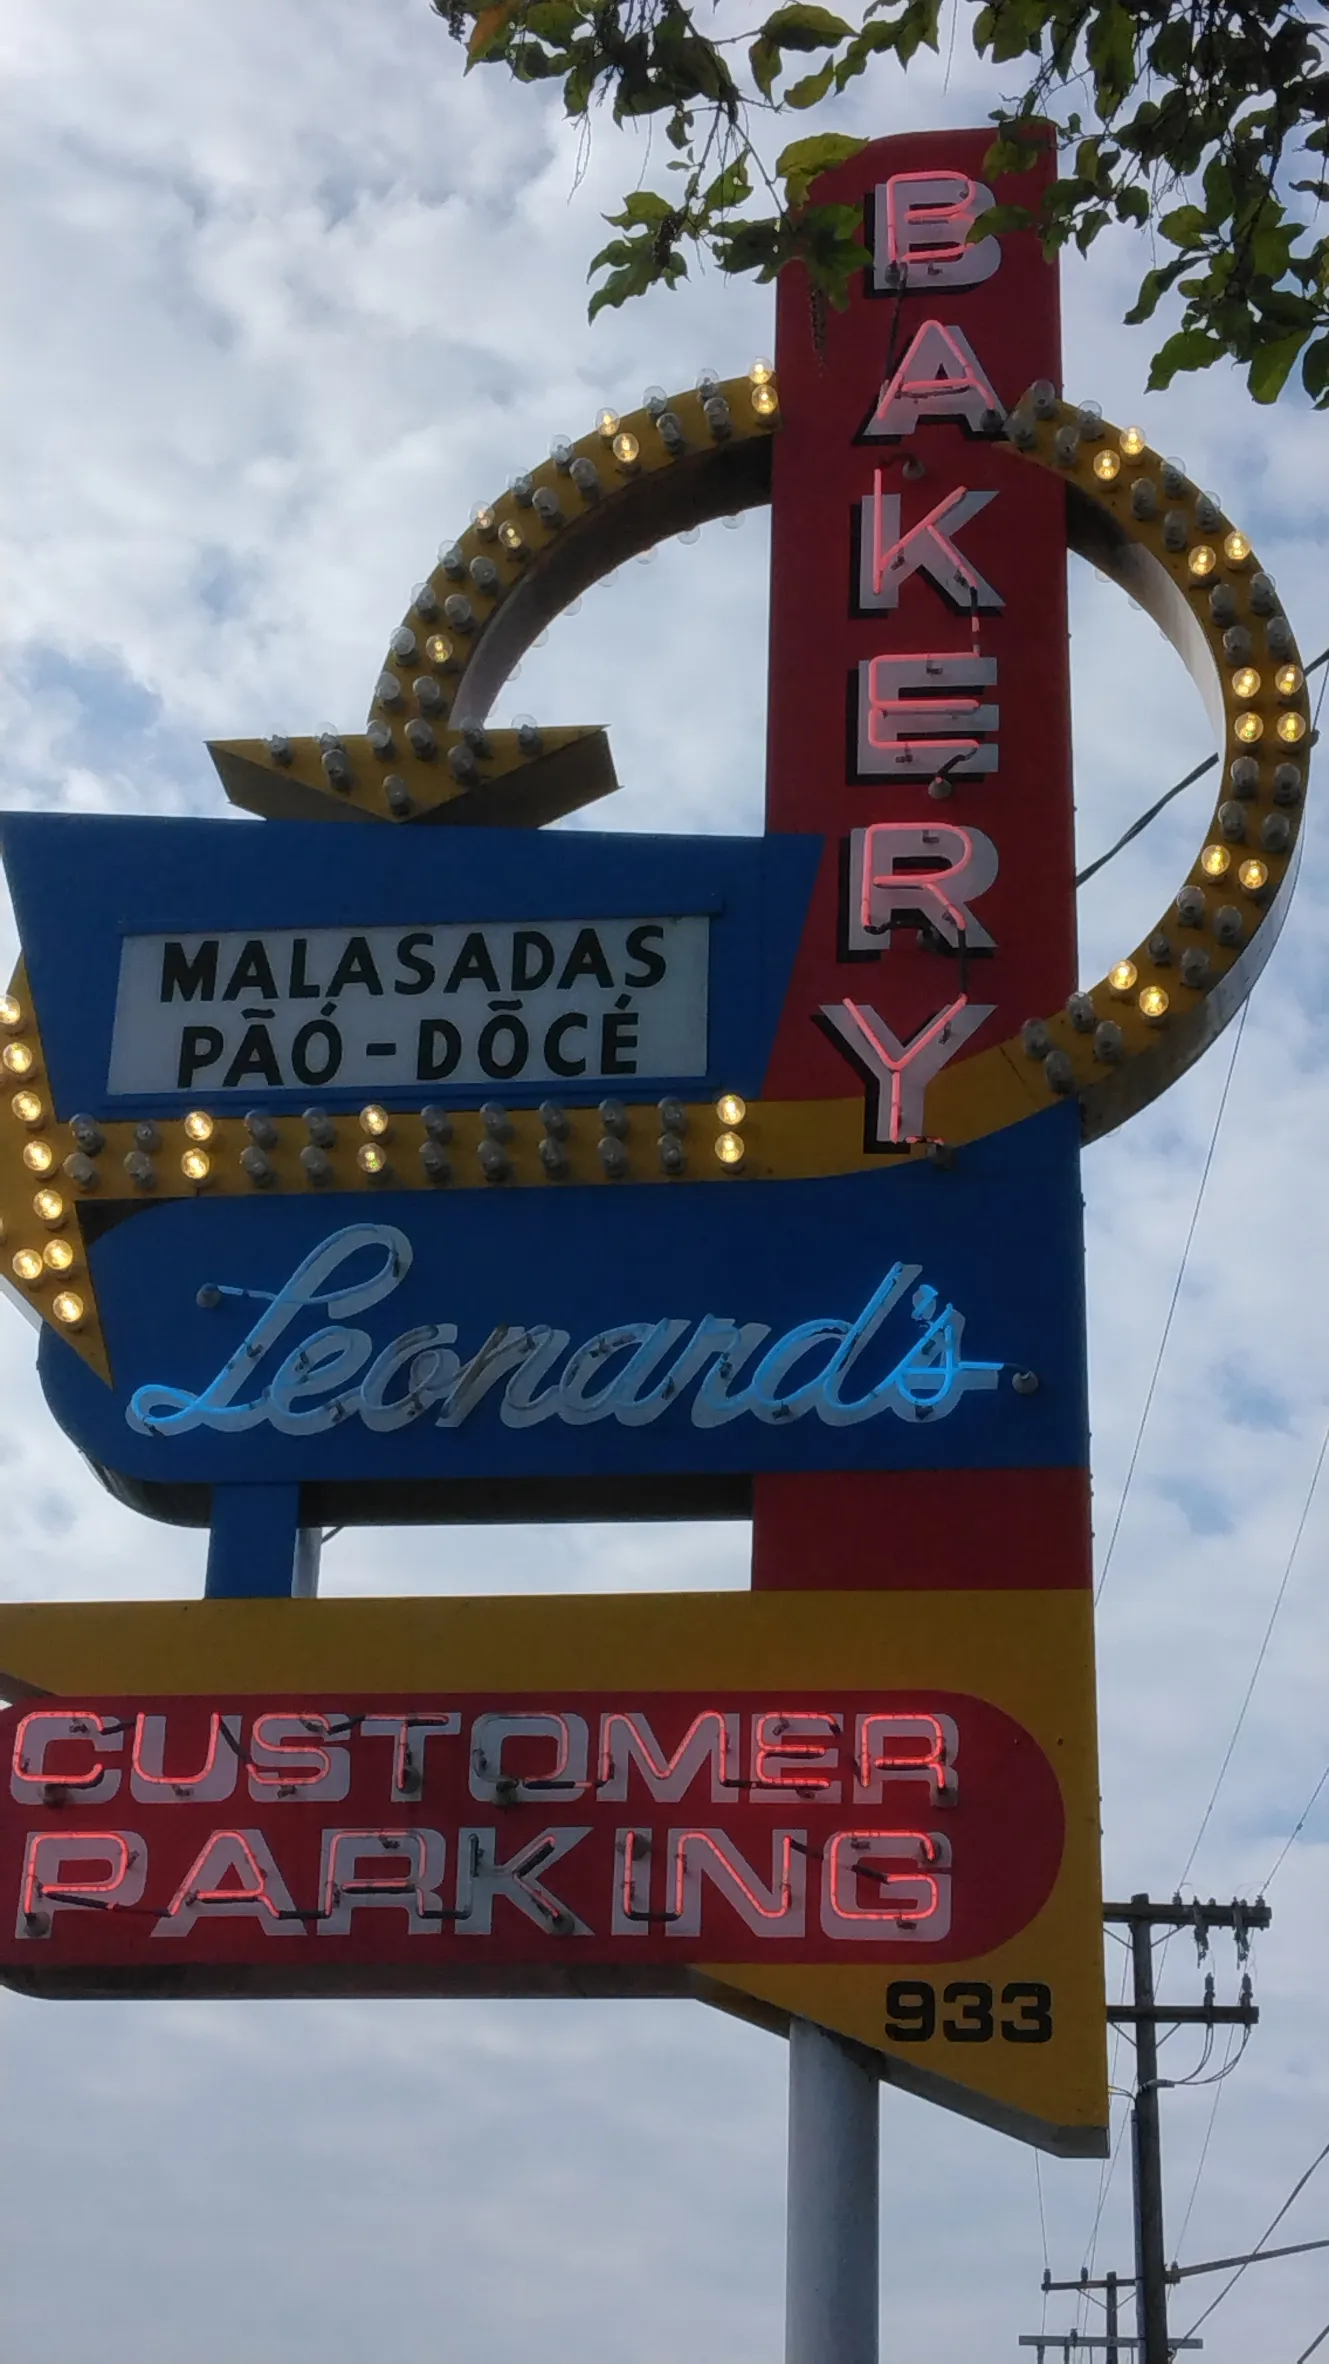 BAKERY
MALASADAS
PÃÓ-DÕCÉ
Leonard's
CUSTOMER
PARKING
933